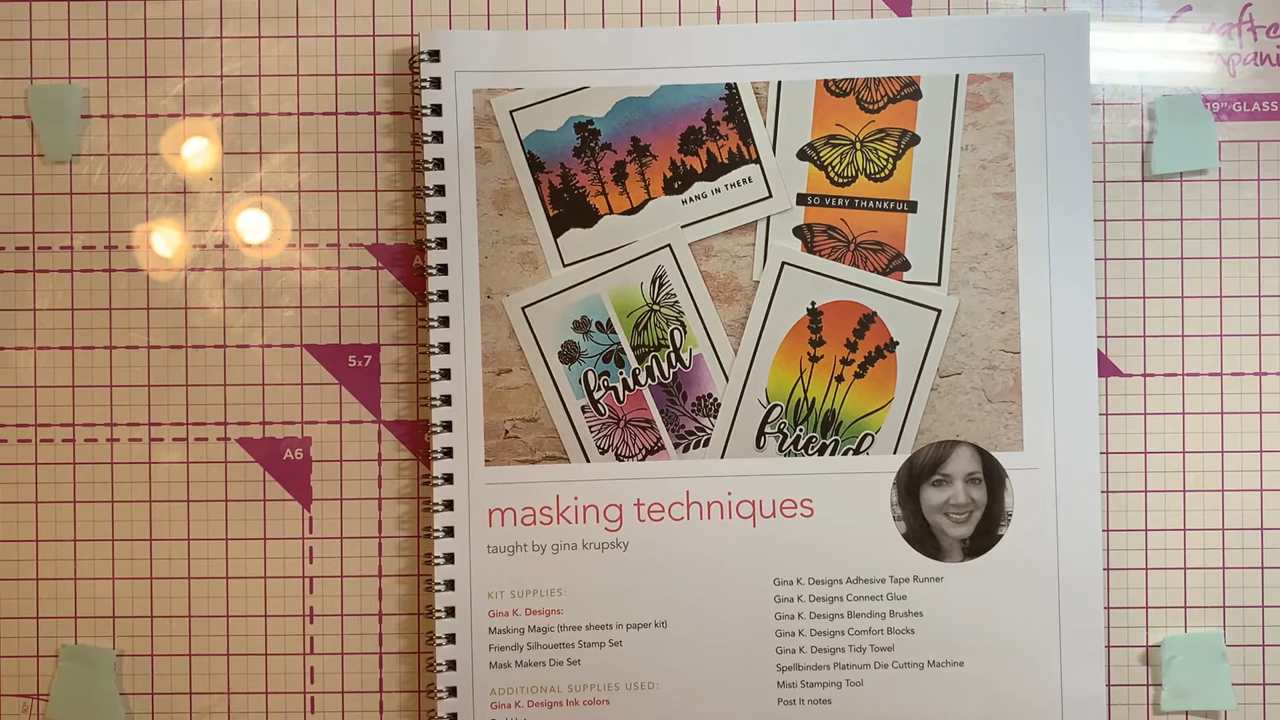 Crafter's
Companion
19" GLASS
A6
5x7
A6
HANG IN THERE
SO VERY THANKFUL
friend
friend
masking techniques
taught by gina krupsky
KIT SUPPLIES:
Gina K. Designs:
Masking Magic (three sheets in paper kit)
Friendly Silhouettes Stamp Set
Mask Makers Die Set
ADDITIONAL SUPPLIES USED:
Gina K. Designs Ink colors
Gina K. Designs Adhesive Tape Runner
Gina K. Designs Connect Glue
Gina K. Designs Blending Brushes
Gina K. Designs Comfort Blocks
Gina K. Designs Tidy Towel
Spellbinders Platinum Die Cutting Machine
Misti Stamping Tool
Post It notes